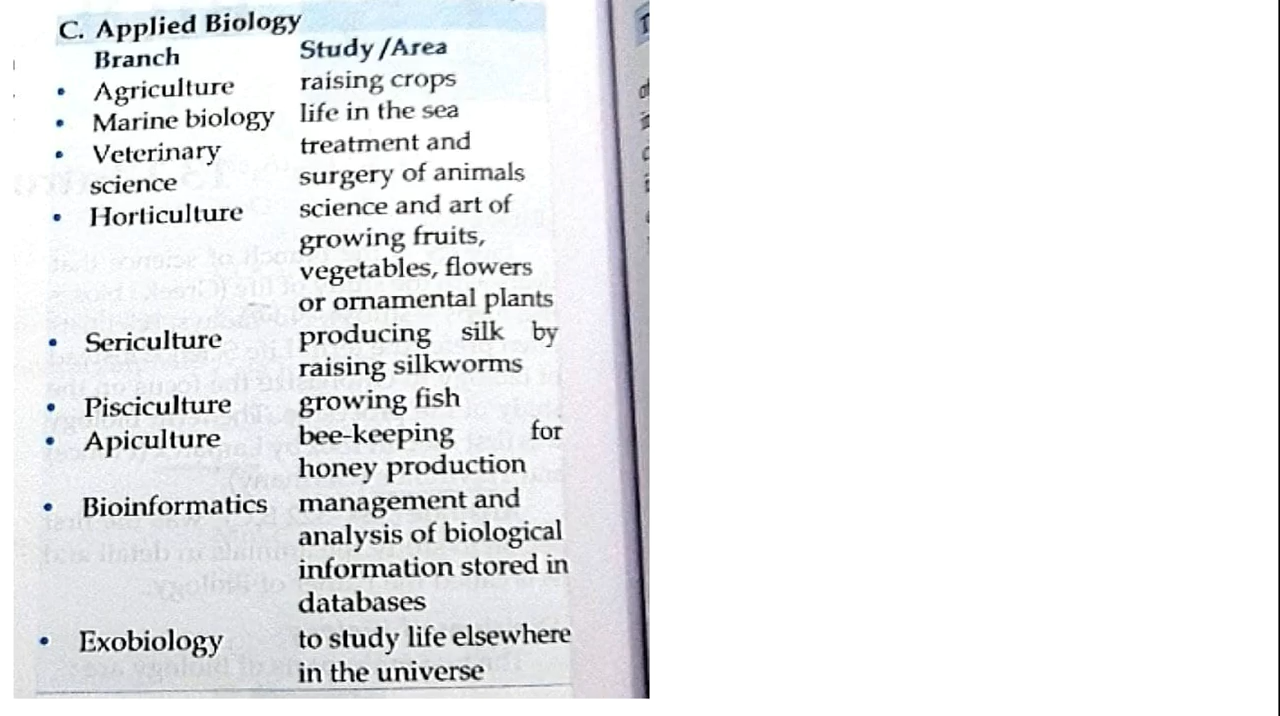 C. Applied Biology
Branch Study/Area
• Agriculture raising crops
• Marine biology life in the sea
• Veterinary treatment and
science surgery of animals
• Horticulture science and art of
growing fruits,
vegetables, flowers
or ornamental plants
• Sericulture producing silk by
raising silkworms
• Pisciculture growing fish
• Apiculture bee-keeping for
honey production
• Bioinformatics management and
analysis of biological
information stored in
databases
• Exobiology to study life elsewhere
in the universe